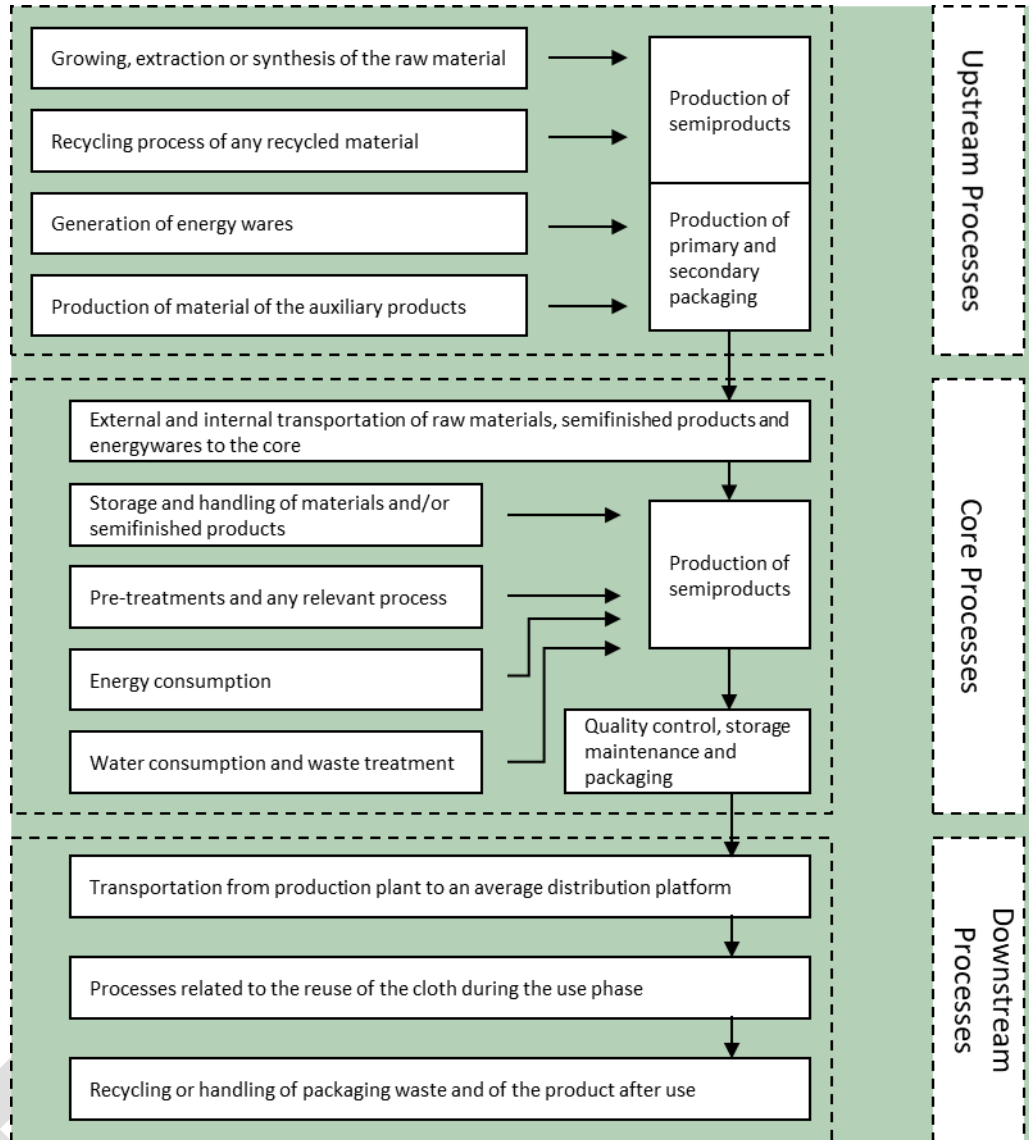 Growing, extraction or synthesis of the raw material
Recycling process of any recycled material
Generation of energy wares
Production of material of the auxiliary products
Production of
semiproducts
Production of
primary and
secondary
packaging
Upstream Processes
External and internal transportation of raw materials, semifinished products and
energywares to the core
Storage and handling of materials and/or
semifinished products
Pre-treatments and any relevant process
Energy consumption
Water consumption and waste treatment
Production of
semiproducts
Quality control, storage
maintenance and
packaging
Core Processes
Transportation from production plant to an average distribution platform
Processes related to the reuse of the cloth during the use phase
Recycling or handling of packaging waste and of the product after use
Downstream
Processes